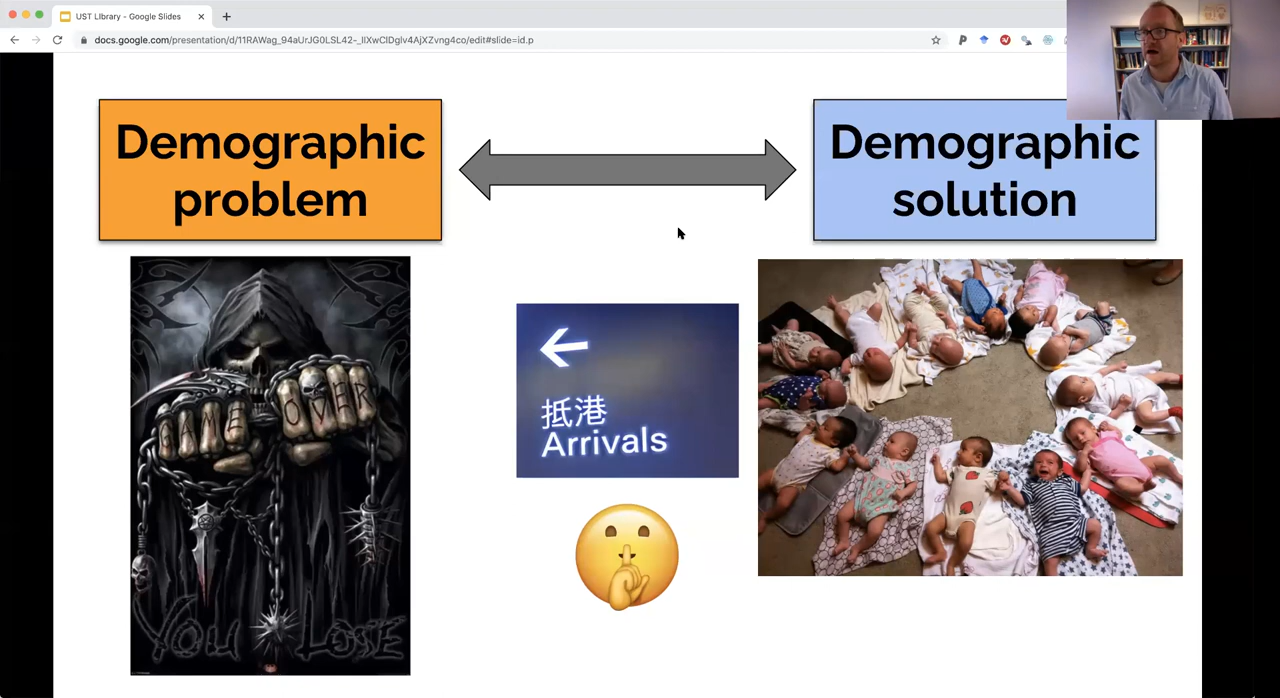 UST LIbrary - Google Slides
docs.google.com/presentation/d/11RAWag_94aUrJG0LSL42-_IIXwClDglv4AjXZvng4co/edit#slide=id.p
Demographic
problem
Demographic
solution
GAME OVER
抵港
Arrivals
YOU LOSE